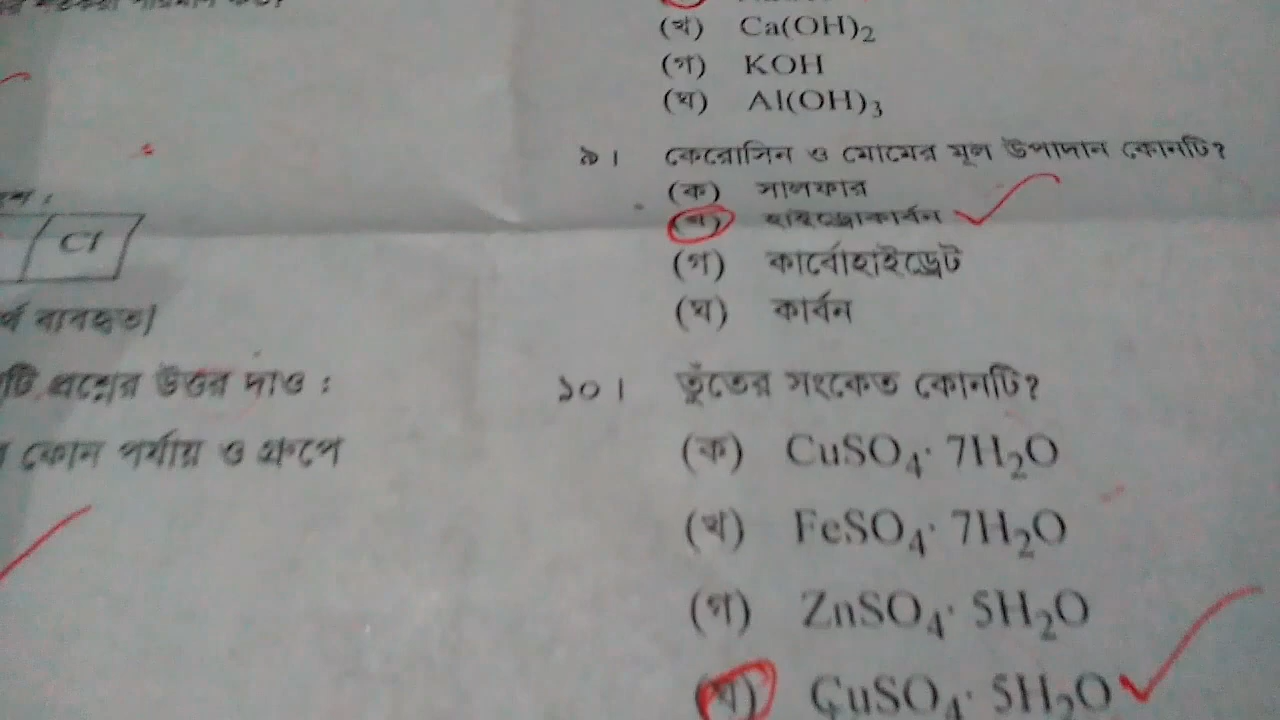 (খ) Ca(OH)₂
(গ) KOH
(ঘ) Al(OH)₃
৯। কেরোসিন ও মোমের মূল উপাদান কোনটি?
(ক) সালফার
(খ) হাইড্রোকার্বন
(গ) কার্বোহাইড্রেট
(ঘ) কার্বন
১০। তুঁতের সংকেত কোনটি?
(ক) CuSO₄· 7H₂O
(খ) FeSO₄· 7H₂O
(গ) ZnSO₄· 5H₂O
(ঘ) CuSO₄· 5H₂O
Cl
টি প্রশ্নের উত্তর দাও :
কোন পর্যায় ও গ্রুপে